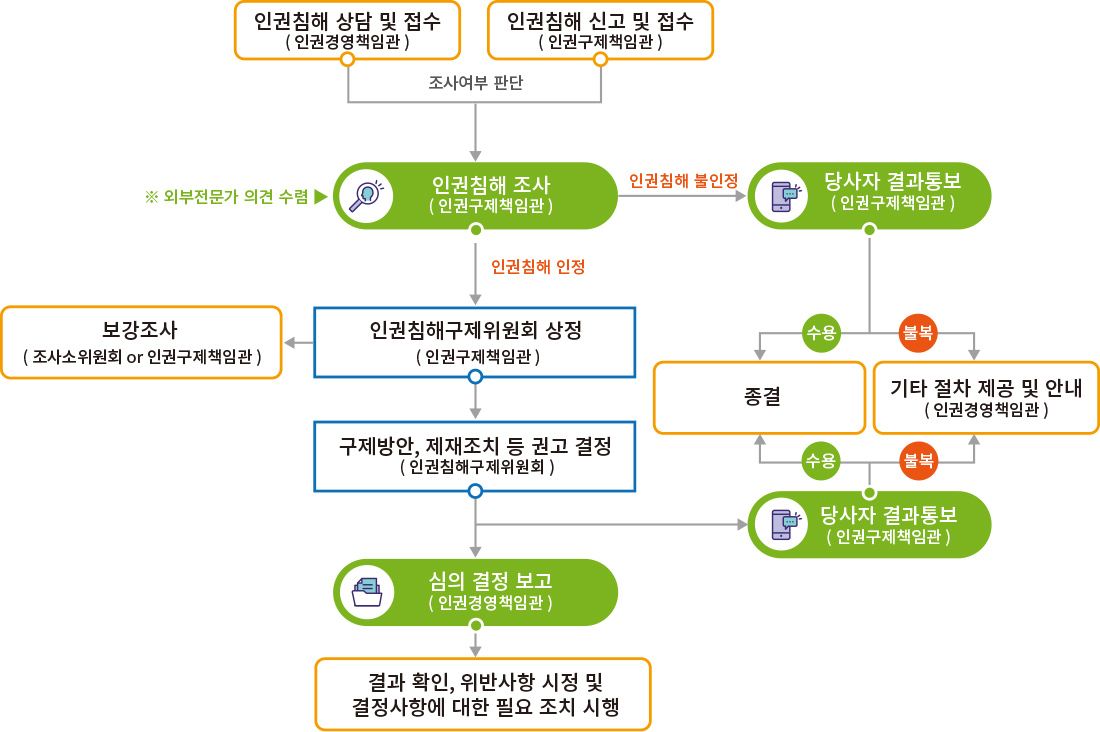 인권침해 상담 및 접수
( 인권경영책임관 )
인권침해 신고 및 접수
( 인권구제책임관 )
조사여부 판단
※ 외부전문가 의견 수렴 ▶
인권침해 조사
( 인권구제책임관 )
인권침해 불인정
당사자 결과통보
( 인권구제책임관 )
인권침해 인정
보강조사
( 조사소위원회 or 인권구제책임관 )
인권침해구제위원회 상정
( 인권구제책임관 )
수용
불복
종결
기타 절차 제공 및 안내
( 인권경영책임관 )
구제방안, 제재조치 등 권고 결정
( 인권침해구제위원회 )
수용
불복
당사자 결과통보
( 인권구제책임관 )
심의 결정 보고
( 인권경영책임관 )
결과 확인, 위반사항 시정 및
결정사항에 대한 필요 조치 시행